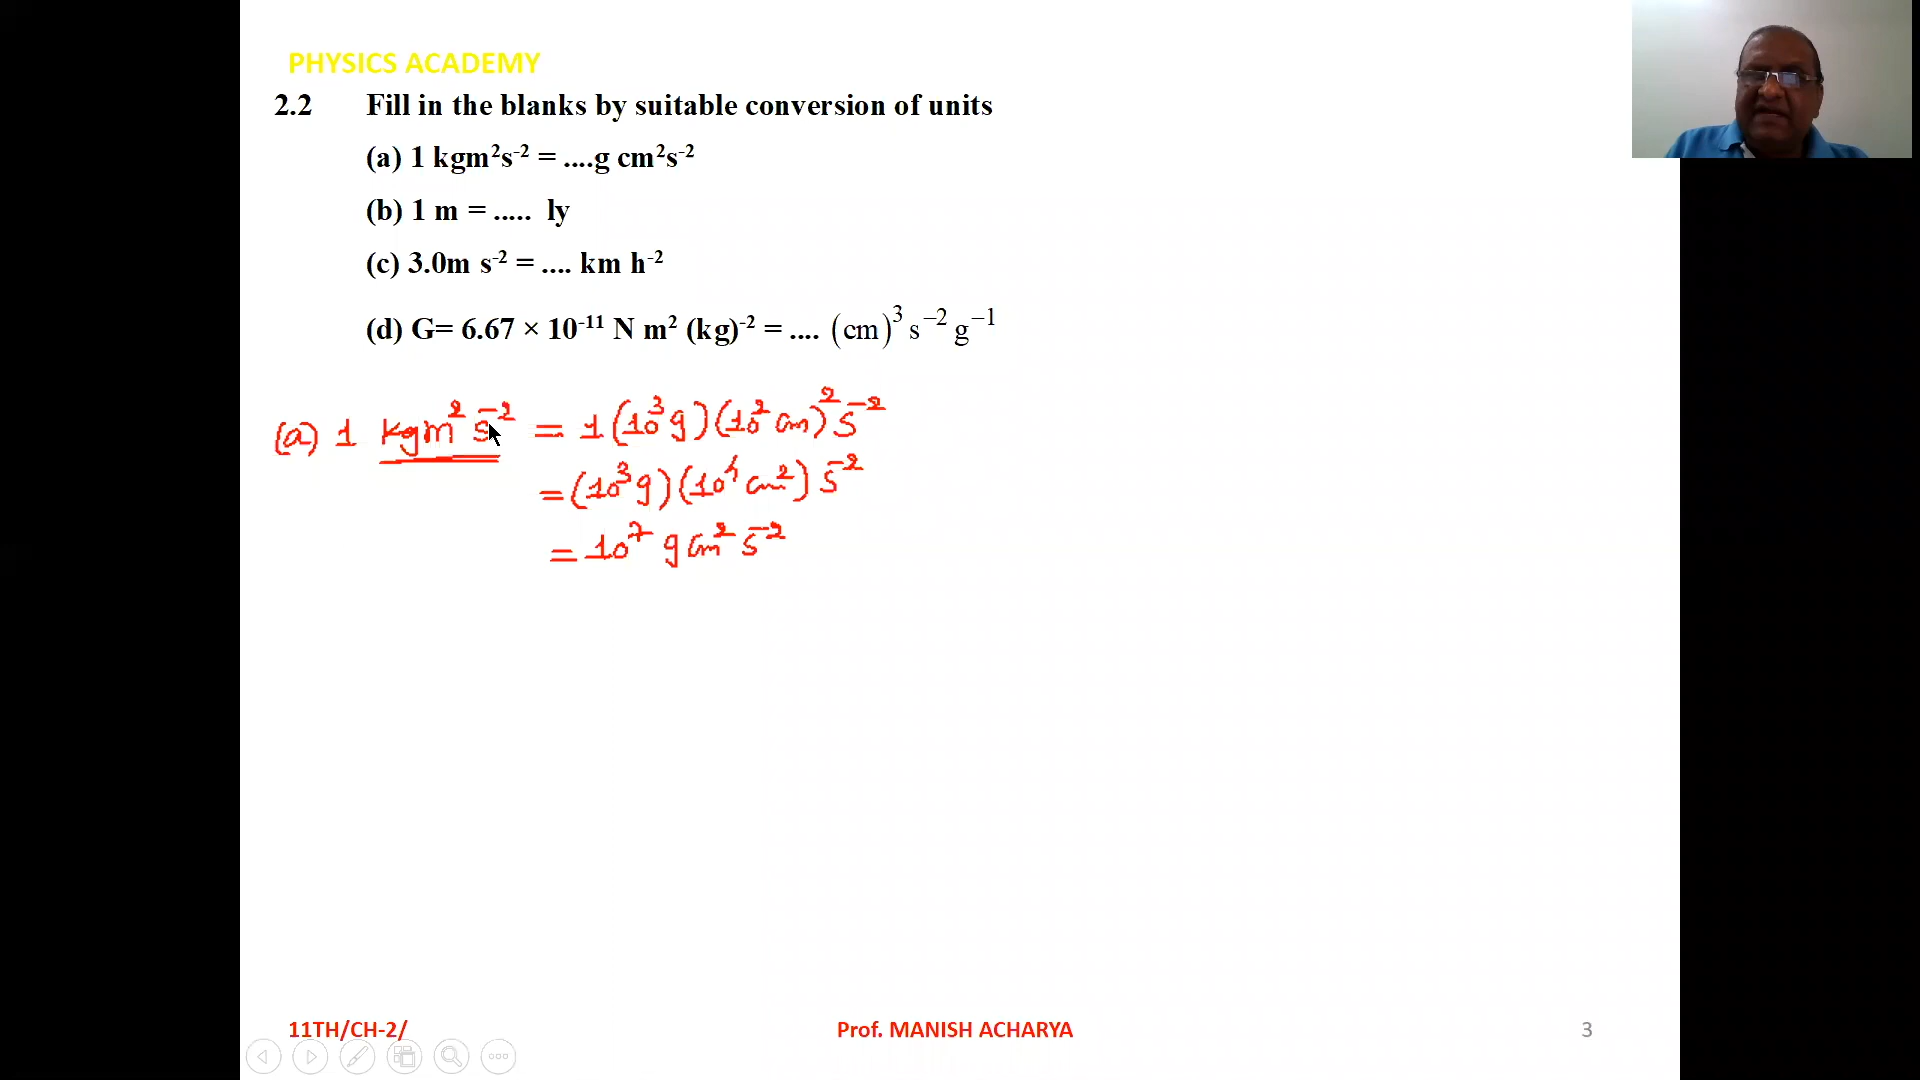 PHYSICS ACADEMY
2.2 Fill in the blanks by suitable conversion of units
(a) 1 kgm²s⁻² = ....g cm²s⁻²
(b) 1 m = ..... ly
(c) 3.0m s⁻² = .... km h⁻²
(d) G= 6.67 × 10⁻¹¹ N m² (kg)⁻² = .... (cm)³ s⁻² g⁻¹
(a) 1 kgm² s⁻² = 1 (10³g) (10² cm)² s⁻²
= (10³g) (10⁴ cm²) s⁻²
= 10⁷ g cm² s⁻²
11TH/CH-2/ Prof. MANISH ACHARYA 3